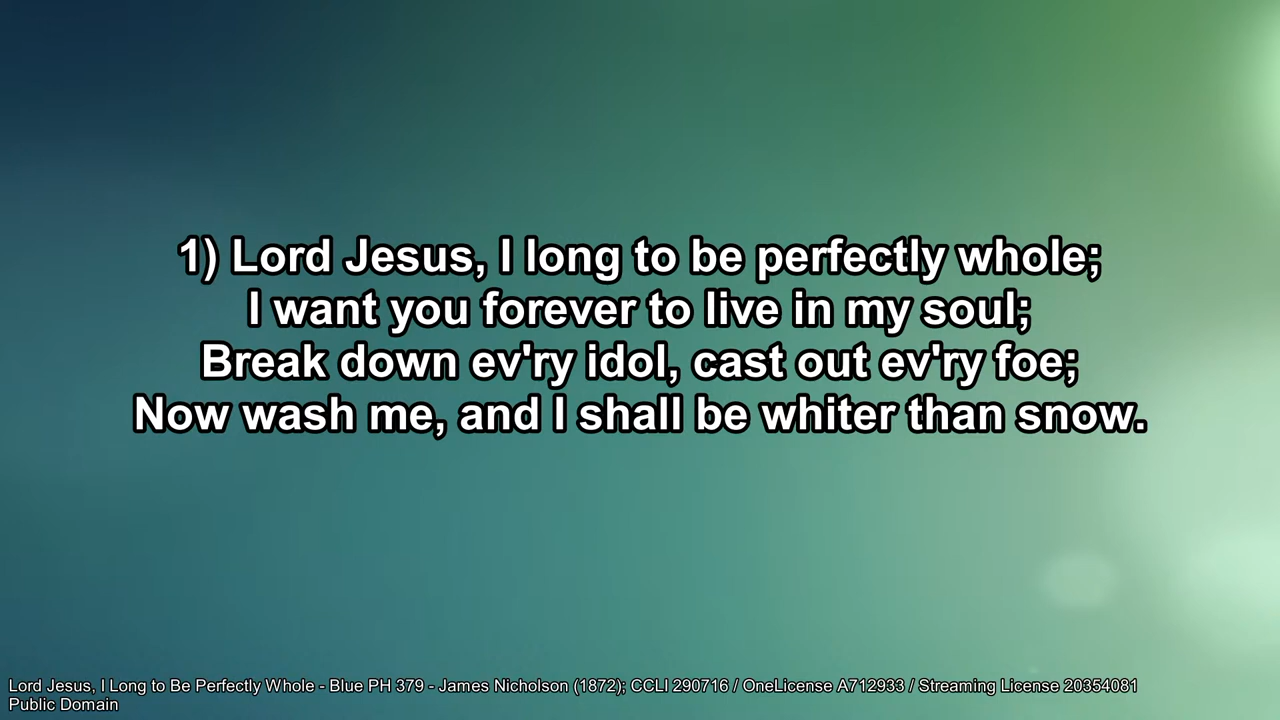 1) Lord Jesus, I long to be perfectly whole;
I want you forever to live in my soul;
Break down ev'ry idol, cast out ev'ry foe;
Now wash me, and I shall be whiter than snow.
Lord Jesus, I Long to Be Perfectly Whole - Blue PH 379 - James Nicholson (1872); CCLI 290716 / OneLicense A712933 / Streaming License 20354081
Public Domain